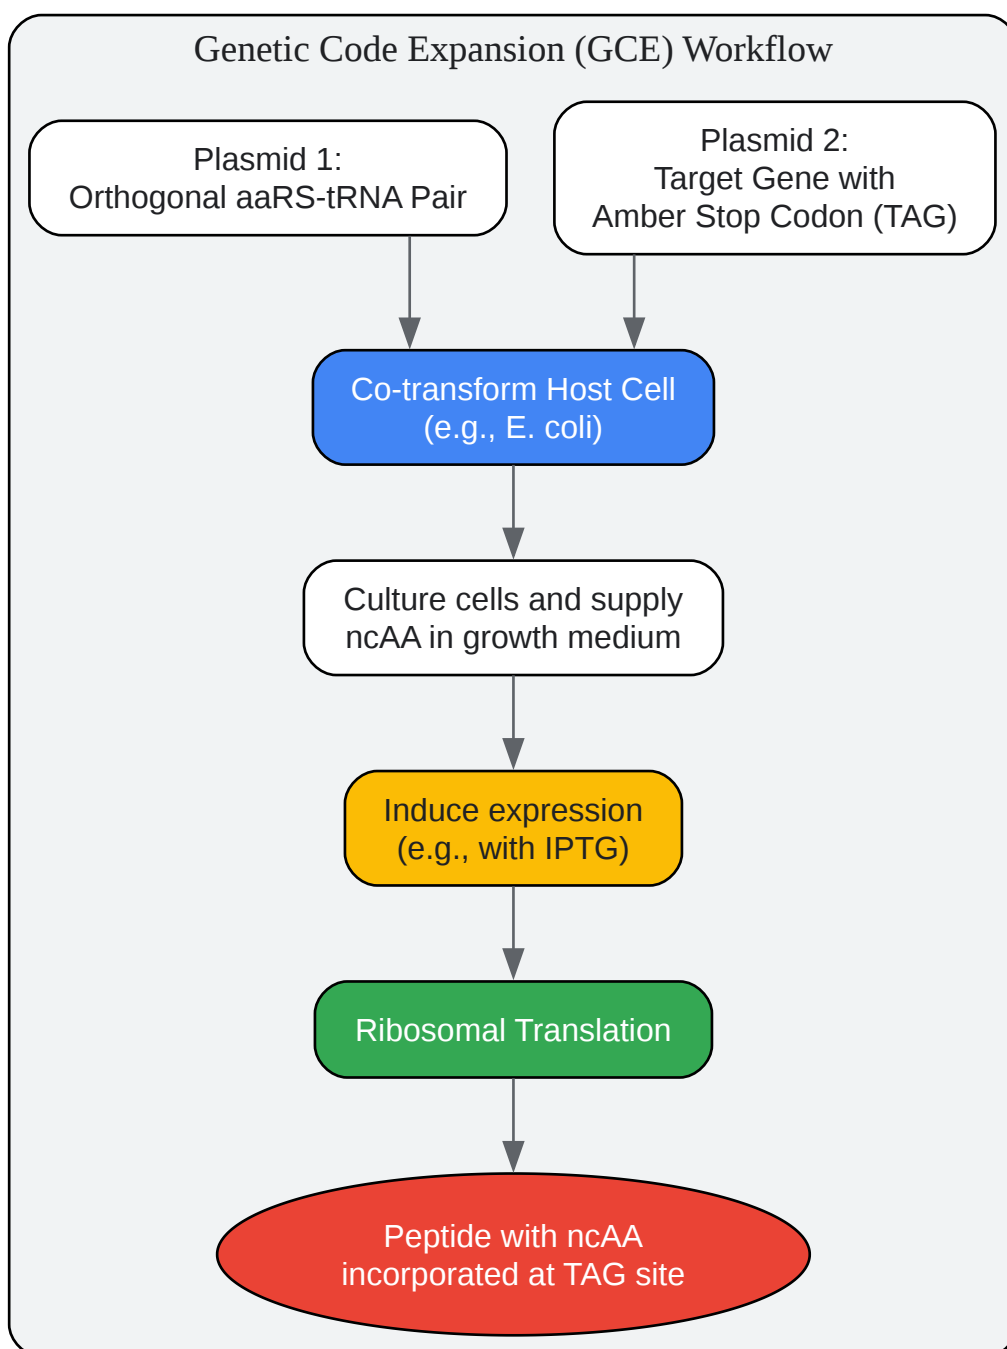 Genetic Code Expansion (GCE) Workflow
Plasmid 1:
Orthogonal aaRS-tRNA Pair
Plasmid 2:
Target Gene with
Amber Stop Codon (TAG)
Co-transform Host Cell
(e.g., E. coli)
Culture cells and supply
ncAA in growth medium
Induce expression
(e.g., with IPTG)
Ribosomal Translation
Peptide with ncAA
incorporated at TAG site